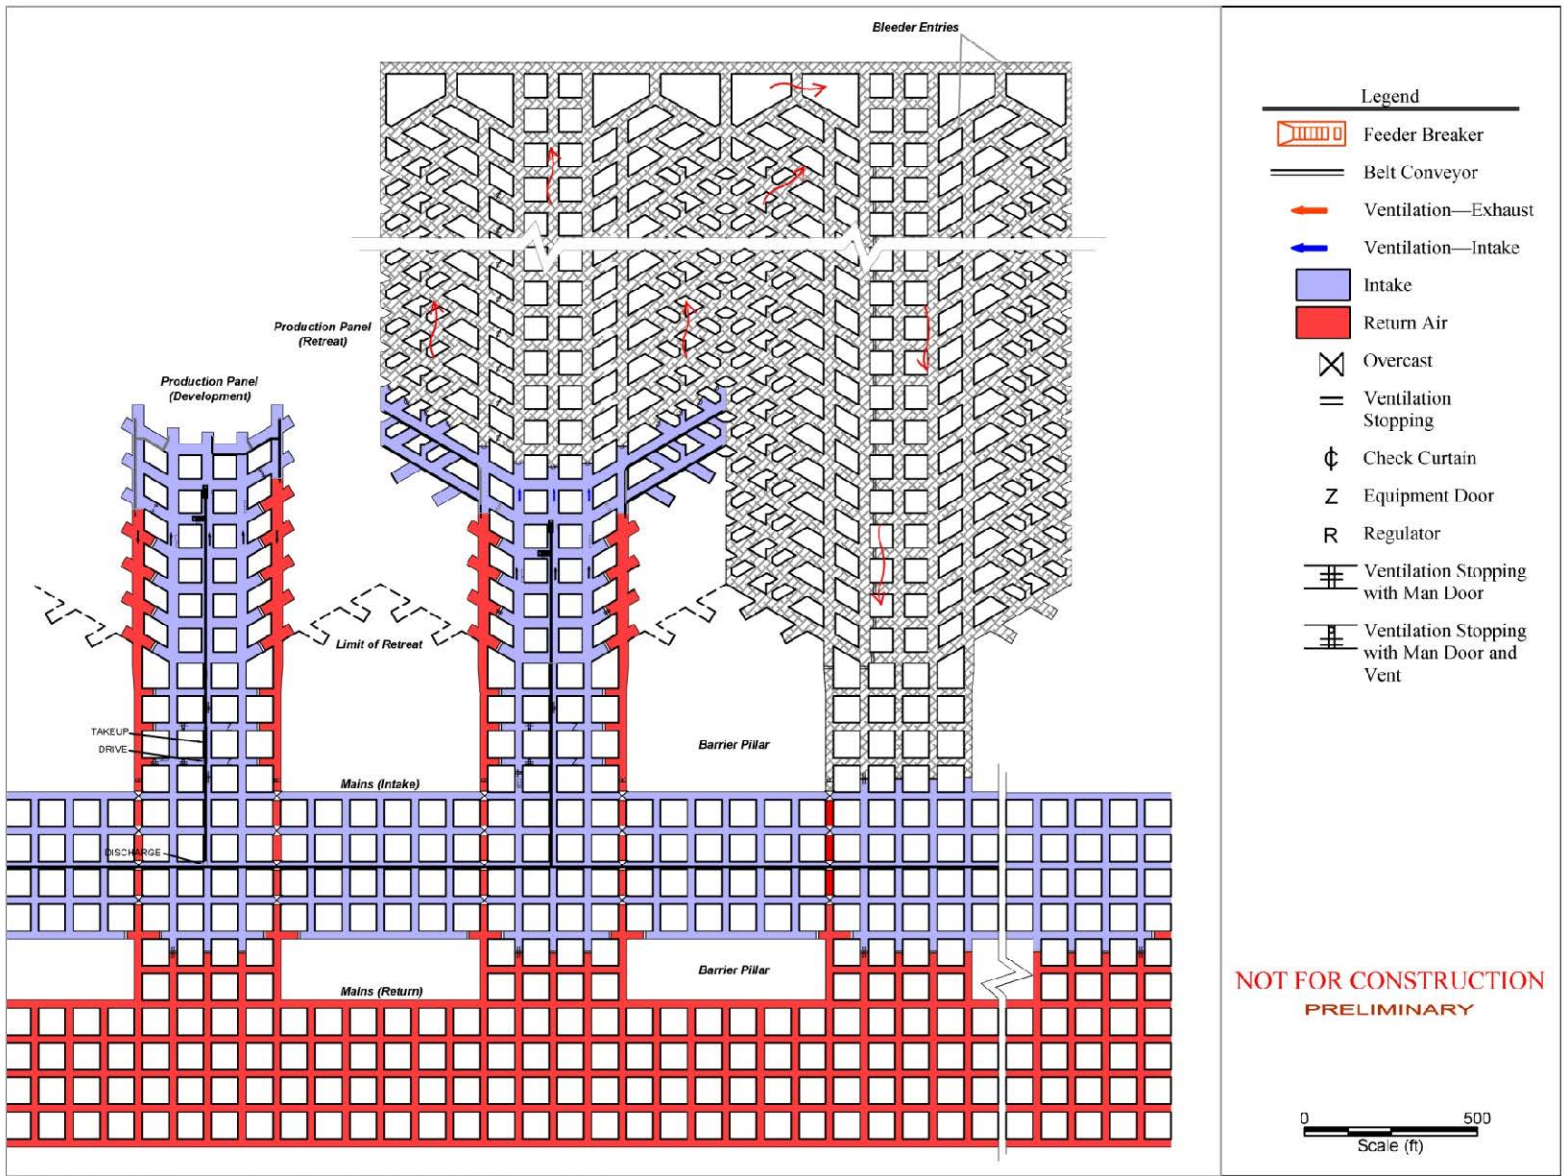 Bleeder Entries
Production Panel
(Retreat)
Production Panel
(Development)
Limit of Retreat
TAKEUP
DRIVE
Barrier Pillar
Mains (Intake)
DISCHARGE
Barrier Pillar
Mains (Return)
Legend
Feeder Breaker
Belt Conveyor
Ventilation—Exhaust
Ventilation—Intake
Intake
Return Air
Overcast
Ventilation
Stopping
Check Curtain
Z Equipment Door
R Regulator
Ventilation Stopping
with Man Door
Ventilation Stopping
with Man Door and
Vent
NOT FOR CONSTRUCTION
PRELIMINARY
0 500
Scale (ft)